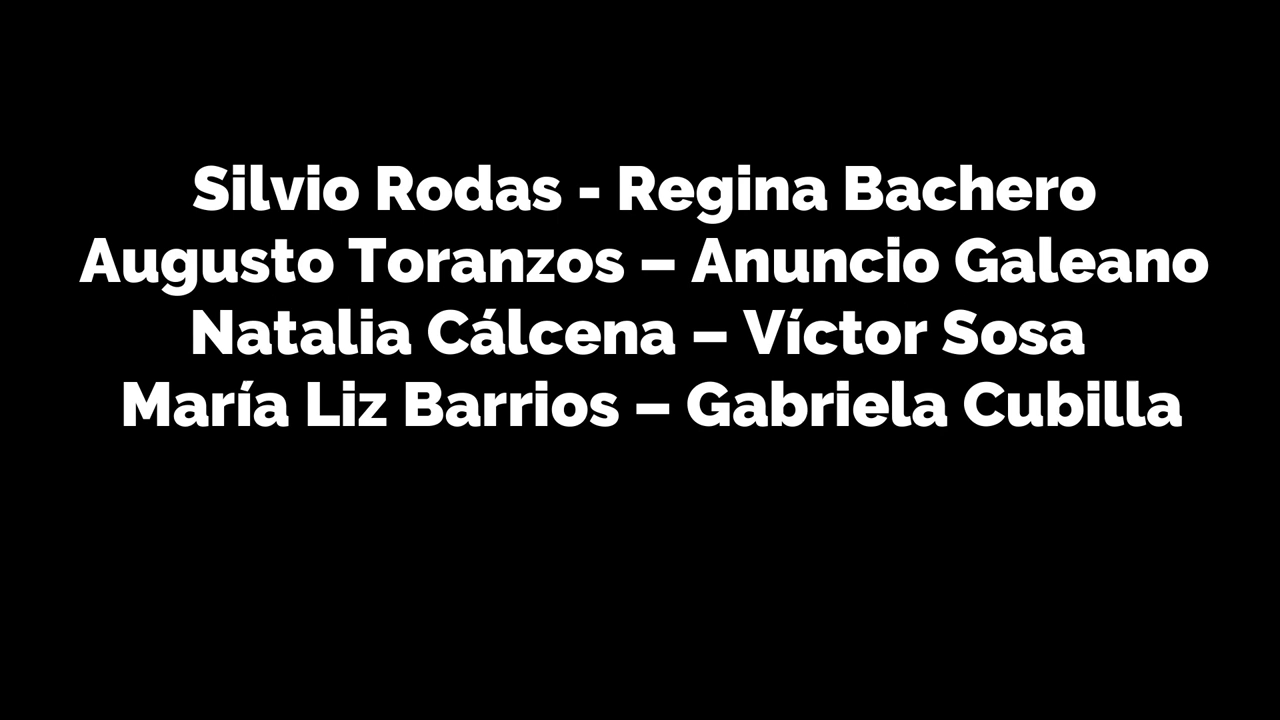 Silvio Rodas - Regina Bachero
Augusto Toranzos – Anuncio Galeano
Natalia Cálcena – Víctor Sosa
María Liz Barrios – Gabriela Cubilla